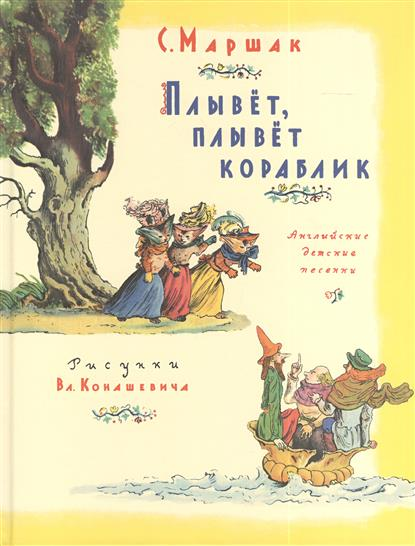 С. Маршак
Плывёт,
плывёт
кораблик
Английские
детские
песенки
Рисунки
Вл. Конашевича